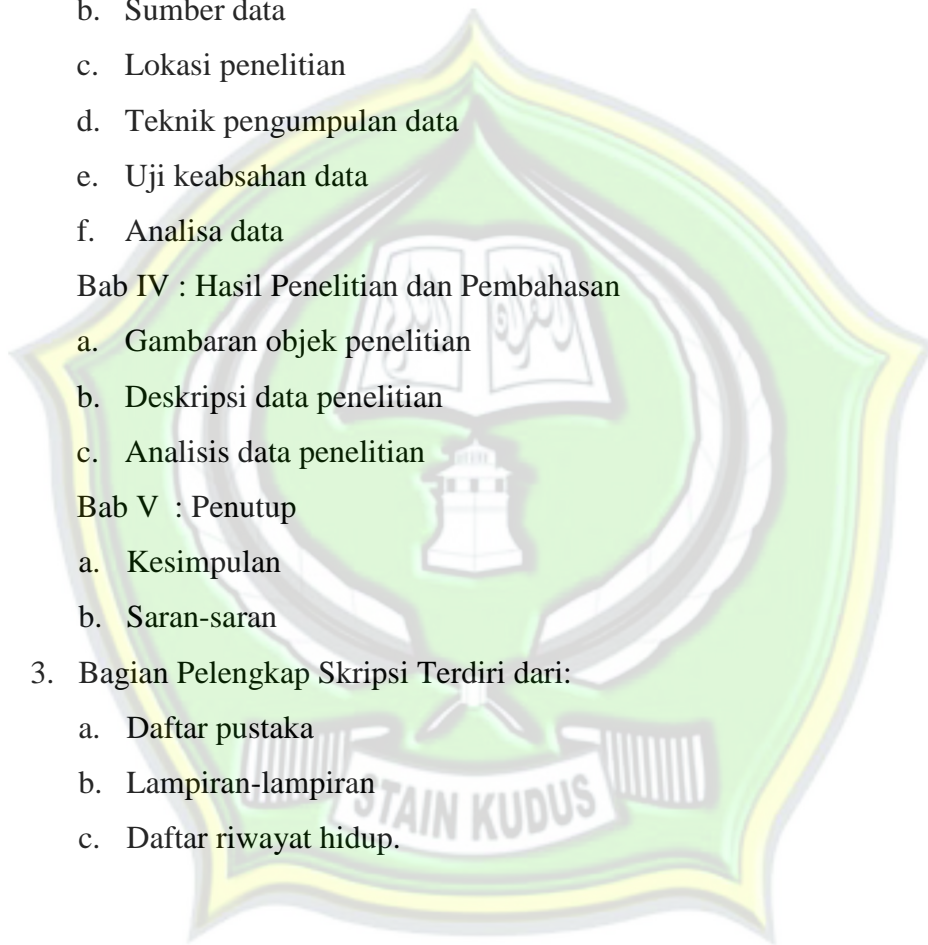 b. Sumber data
c. Lokasi penelitian
d. Teknik pengumpulan data
e. Uji keabsahan data
f. Analisa data
Bab IV : Hasil Penelitian dan Pembahasan
a. Gambaran objek penelitian
b. Deskripsi data penelitian
c. Analisis data penelitian
Bab V : Penutup
a. Kesimpulan
b. Saran-saran
3. Bagian Pelengkap Skripsi Terdiri dari:
a. Daftar pustaka
b. Lampiran-lampiran
STAIN KUDUS
c. Daftar riwayat hidup.